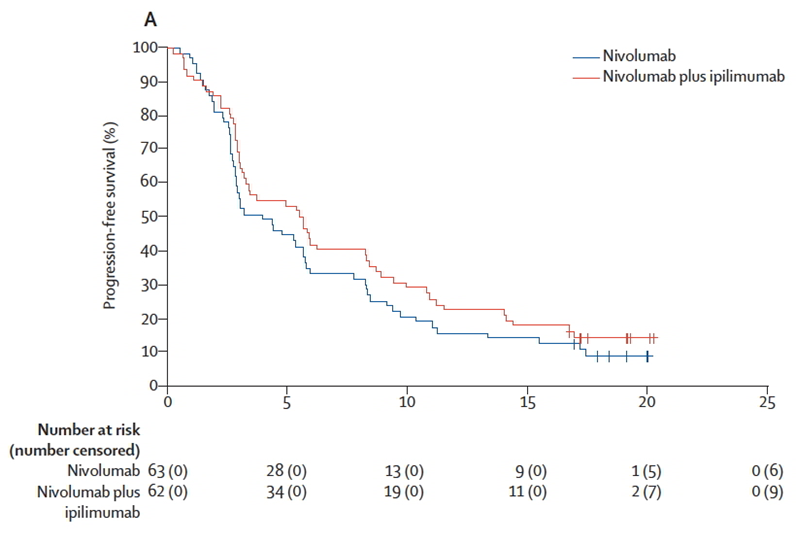 A
100
90
80
70
60
50
40
30
20
10
0
Progression-free survival (%)
Nivolumab
Nivolumab plus ipilimumab
0 5 10 15 20 25
Number at risk
(number censored)
Nivolumab 63 (0) 28 (0) 13 (0) 9 (0) 1 (5) 0 (6)
Nivolumab plus 62 (0) 34 (0) 19 (0) 11 (0) 2 (7) 0 (9)
ipilimumab